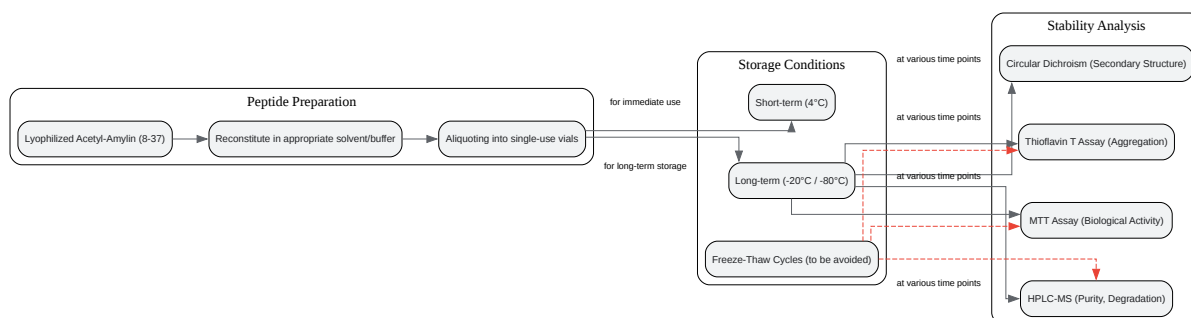 Peptide Preparation
Lyophilized Acetyl-Amylin (8-37)
Reconstitute in appropriate solvent/buffer
Aliquoting into single-use vials
for immediate use
for long-term storage
Storage Conditions
Short-term (4°C)
Long-term (-20°C / -80°C)
Freeze-Thaw Cycles (to be avoided)
at various time points
at various time points
at various time points
at various time points
Stability Analysis
Circular Dichroism (Secondary Structure)
Thioflavin T Assay (Aggregation)
MTT Assay (Biological Activity)
HPLC-MS (Purity, Degradation)